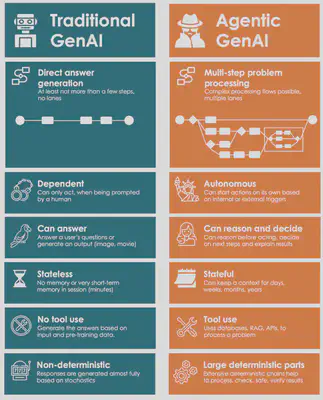 Traditional
GenAI
Direct answer
generation
At least not more than a few steps,
no lanes
Dependent
Can only act, when being prompted
by a human
Can answer
Answer a user's questions or
generate an output (image, movie)
Stateless
No memory or very short-term
memory in session (minutes)
No tool use
Generate the answers based on
input and pre-training data.
Non-deterministic
Responses are generated almost fully
based on stochastics
Agentic
GenAI
Multi-step problem
processing
Complex processing flows possible,
multiple lanes
Autonomous
Can start actions on its own based
on internal or external triggers
Can reason and decide
Can reason before acting, decide
on next steps and explain results
Stateful
Can keep a context for days,
weeks, months, years
Tool use
Uses databases, RAG, APIs, to
process a problem
Large deterministic parts
Extensive deterministic chains help
to process, check, safe, verify results